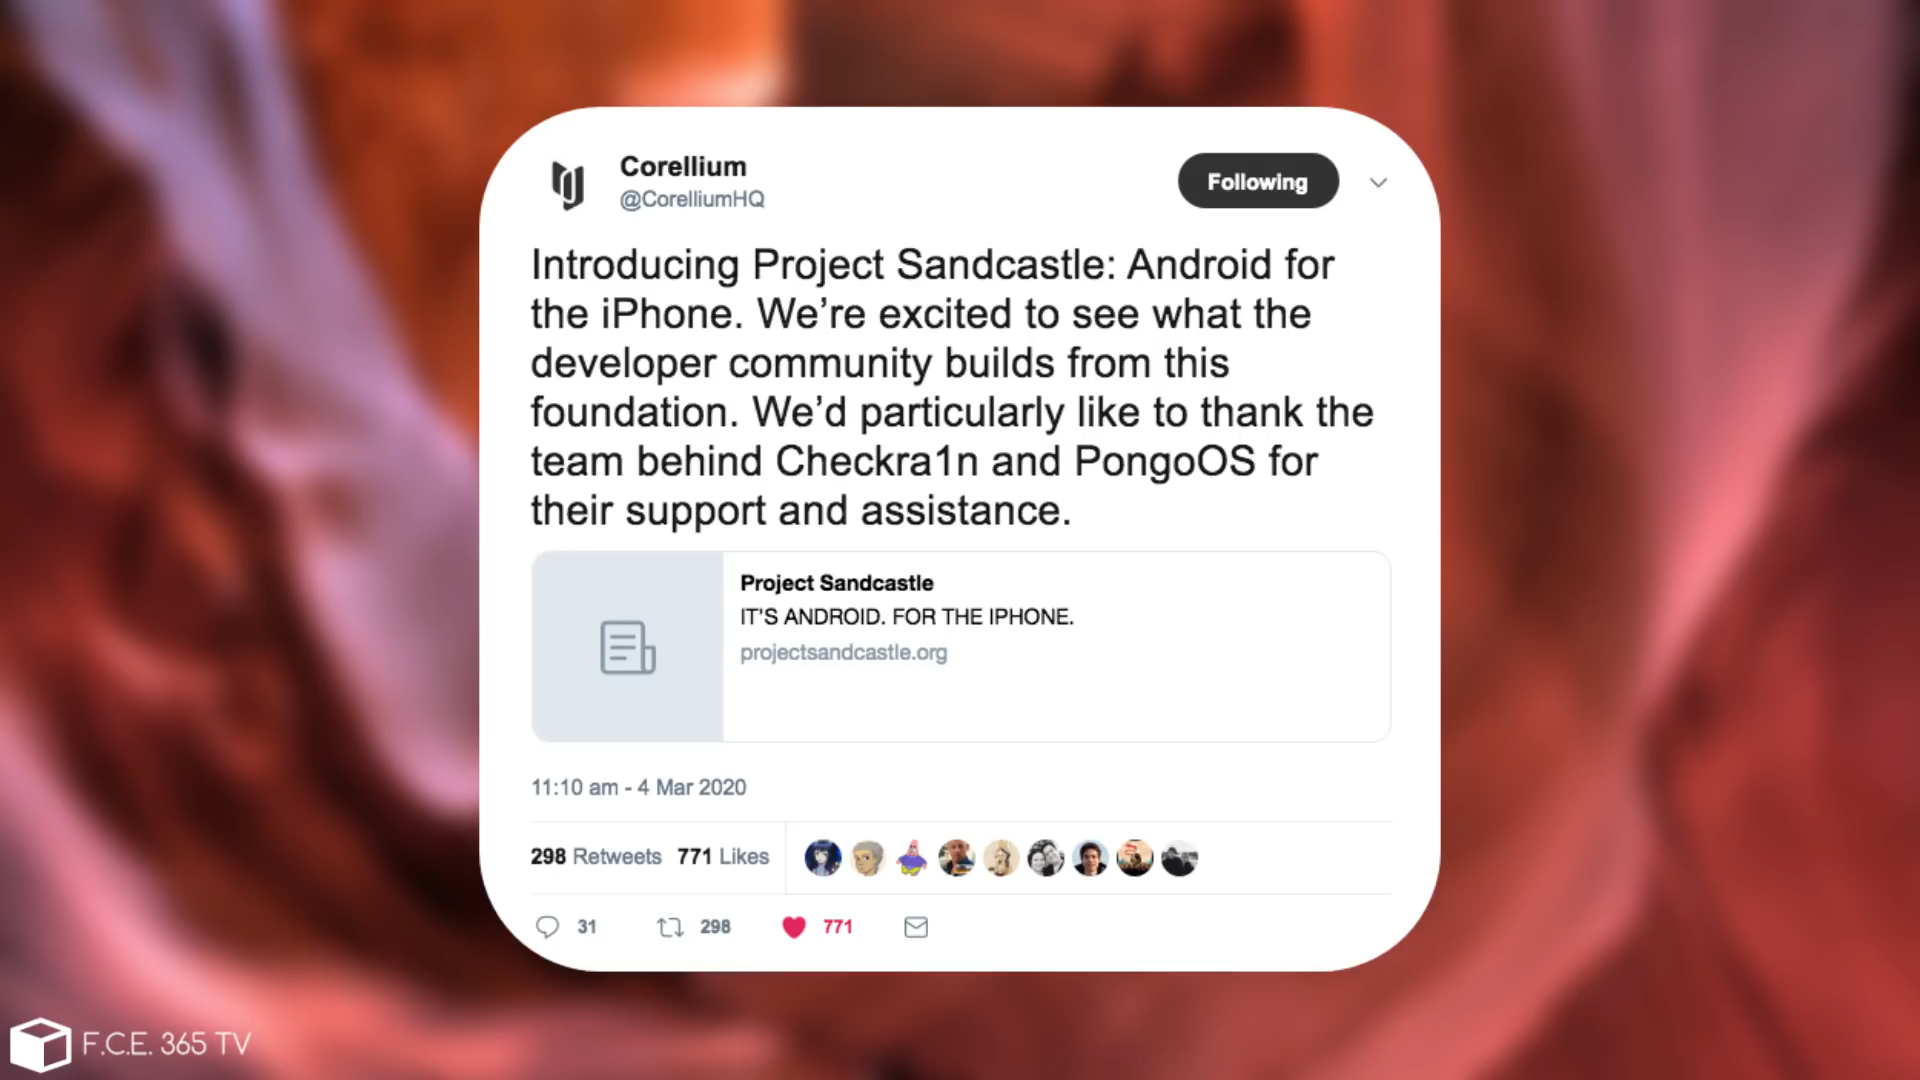 Corellium
@CorelliumHQ
Following
Introducing Project Sandcastle: Android for
the iPhone. We’re excited to see what the
developer community builds from this
foundation. We’d particularly like to thank the
team behind Checkra1n and PongoOS for
their support and assistance.
Project Sandcastle
IT’S ANDROID. FOR THE IPHONE.
projectsandcastle.org
11:10 am - 4 Mar 2020
298 Retweets 771 Likes
31 298 771
F.C.E. 365 TV